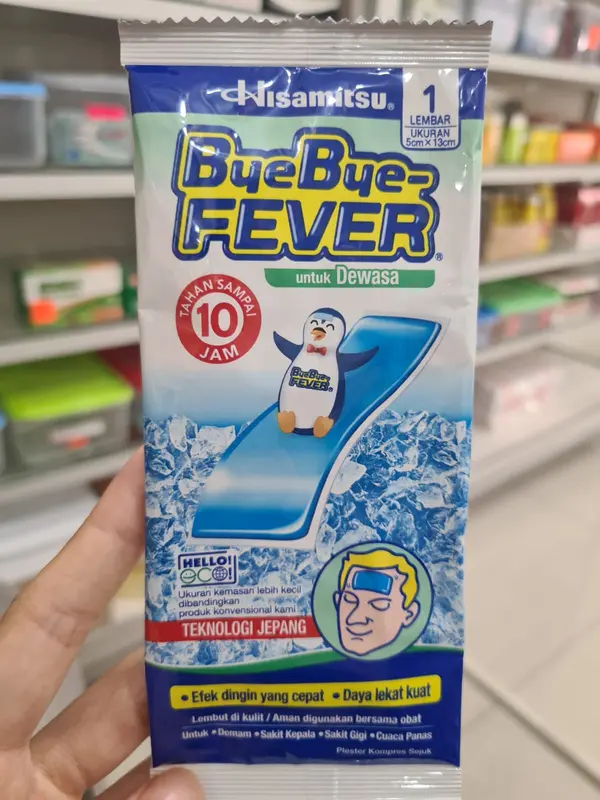 Hisamitsu®
1
LEMBAR
UKURAN
5cm x 13cm
ByeBye-
FEVER®
untuk Dewasa
TAHAN SAMPAI
10
JAM
ByeBye-
FEVER®
HELLO!
eco!
Ukuran kemasan lebih kecil
dibandingkan
produk konvensional kami
TEKNOLOGI JEPANG
• Efek dingin yang cepat • Daya lekat kuat
Lembut di kulit / Aman digunakan bersama obat
Untuk • Demam • Sakit Kepala • Sakit Gigi • Cuaca Panas
Plester Kompres Sejuk